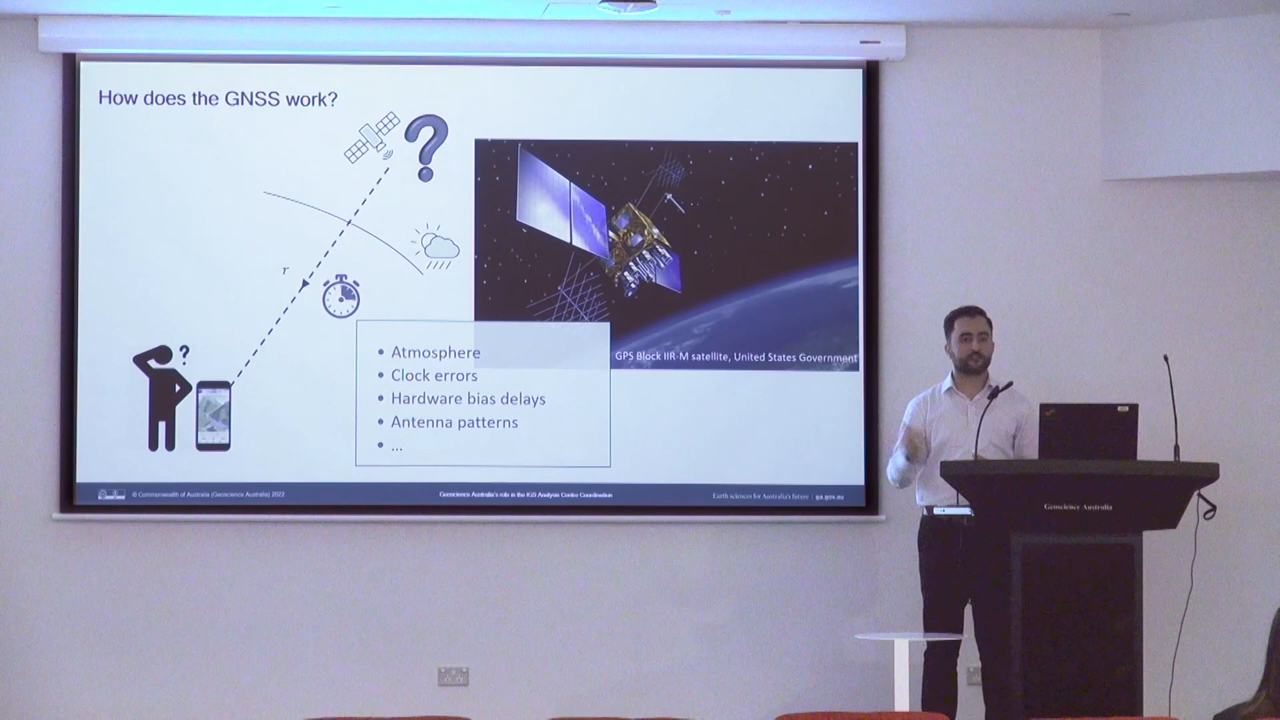 How does the GNSS work?
?
r
?
GPS Block IIR-M satellite, United States Government
• Atmosphere
• Clock errors
• Hardware bias delays
• Antenna patterns
• ...
© Commonwealth of Australia (Geoscience Australia) 2022
Geoscience Australia's role in the IGS Analysis Centre Coordination
Earth sciences for Australia's future | ga.gov.au
Geoscience Australia